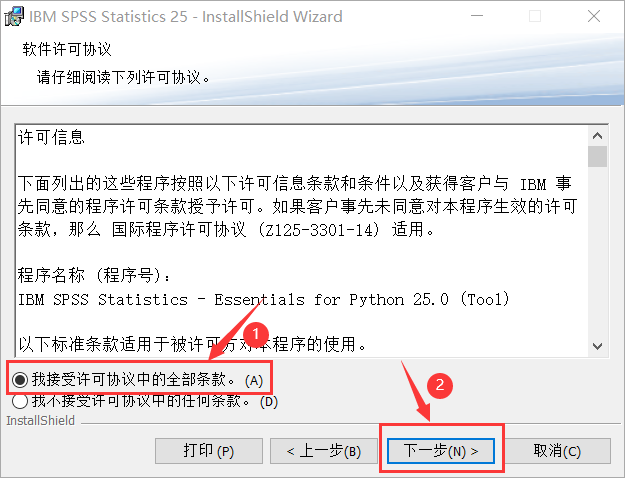 IBM SPSS Statistics 25 - InstallShield Wizard
软件许可协议
请仔细阅读下列许可协议。
许可信息
下面列出的这些程序按照以下许可信息条款和条件以及获得客户与 IBM 事
先同意的程序许可条款授予许可。如果客户事先未同意对本程序生效的许可
条款，那么 国际程序许可协议 (Z125-3301-14) 适用。
程序名称 (程序号)：
IBM SPSS Statistics - Essentials for Python 25.0 (Tool)
以下标准条款适用于被许可方对本程序的使用。
1
我接受许可协议中的全部条款。 (A)
2
我不接受许可协议中的任何条款。 (D)
InstallShield
打印 (P)
< 上一步(B)
下一步(N) >
取消(C)